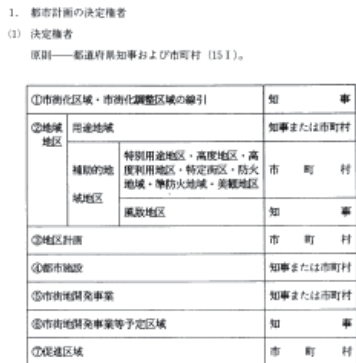 1. 都市計画の決定権者
(1) 決定権者
原則――都道府県知事および市町村 (15Ⅰ)。
①市街化区域・市街化調整区域の線引 知 事
②地域地区 用途地域 知事または市町村
補助的地域地区 特別用途地区・高度地区・高
度利用地区・特定街区・防火
地域・準防火地域・美観地区 市 町 村
風致地区 知 事
③地区計画 市 町 村
④都市施設 知事または市町村
⑤市街地開発事業 知事または市町村
⑥市街地開発事業等予定区域 知 事
⑦促進区域 市 町 村